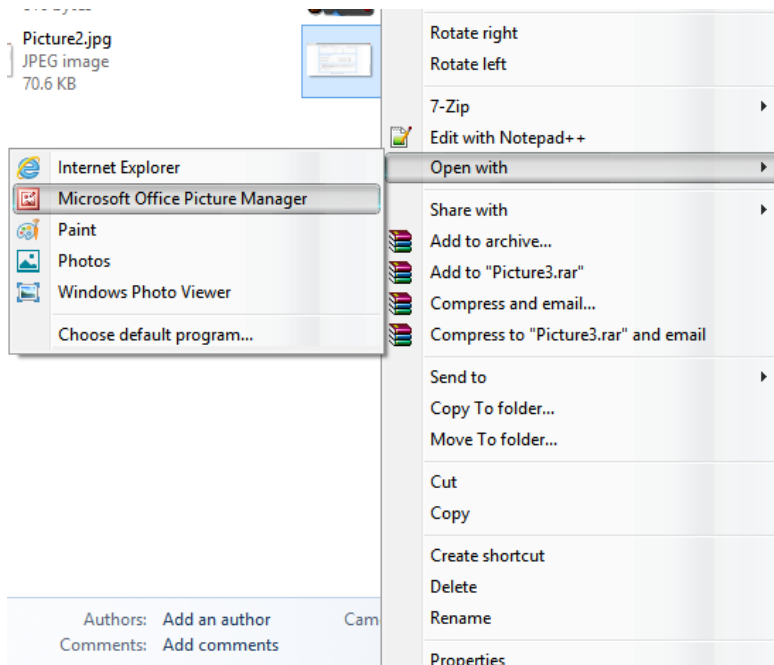 Picture2.jpg
JPEG image
70.6 KB
Internet Explorer
Microsoft Office Picture Manager
Paint
Photos
Windows Photo Viewer
Choose default program...
Rotate right
Rotate left
7-Zip
Edit with Notepad++
Open with
Share with
Add to archive...
Add to "Picture3.rar"
Compress and email...
Compress to "Picture3.rar" and email
Send to
Copy To folder...
Move To folder...
Cut
Copy
Create shortcut
Delete
Rename
Properties
Authors: Add an author Cam
Comments: Add comments